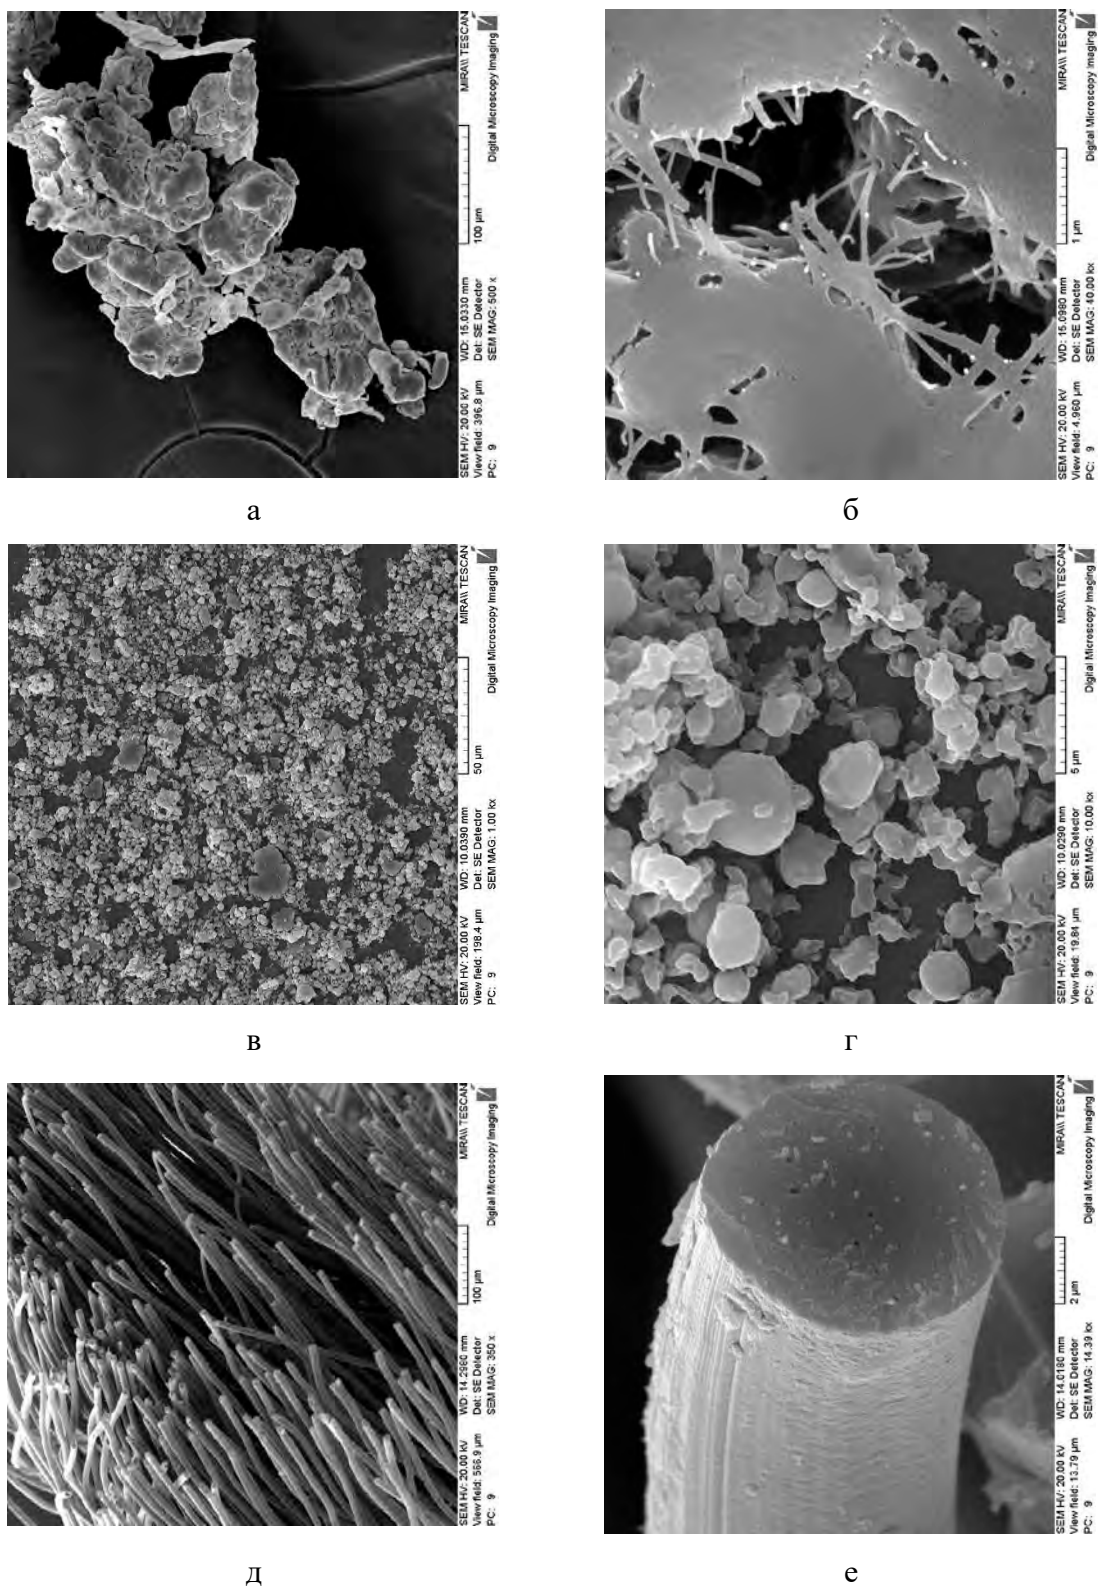 SEM HV: 20.00 kV WD: 15.0330 mm
View field: 396.8 µm Det: SE Detector 100 µm
PC: 9 SEM MAG: 500 x
MIRA\\ TESCAN
Digital Microscopy Imaging
SEM HV: 20.00 kV WD: 15.0980 mm
View field: 4.960 µm Det: SE Detector 1 µm
PC: 9 SEM MAG: 40.00 kx
MIRA\\ TESCAN
Digital Microscopy Imaging
а
б
SEM HV: 20.00 kV WD: 10.0390 mm
View field: 198.4 µm Det: SE Detector 50 µm
PC: 9 SEM MAG: 1.00 kx
MIRA\\ TESCAN
Digital Microscopy Imaging
SEM HV: 20.00 kV WD: 10.0290 mm
View field: 19.84 µm Det: SE Detector 5 µm
PC: 9 SEM MAG: 10.00 kx
MIRA\\ TESCAN
Digital Microscopy Imaging
в
г
SEM HV: 20.00 kV WD: 14.2980 mm
View field: 566.9 µm Det: SE Detector 100 µm
PC: 9 SEM MAG: 350 x
MIRA\\ TESCAN
Digital Microscopy Imaging
SEM HV: 20.00 kV WD: 14.0180 mm
View field: 13.79 µm Det: SE Detector 2 µm
PC: 9 SEM MAG: 14.39 kx
MIRA\\ TESCAN
Digital Microscopy Imaging
д
е